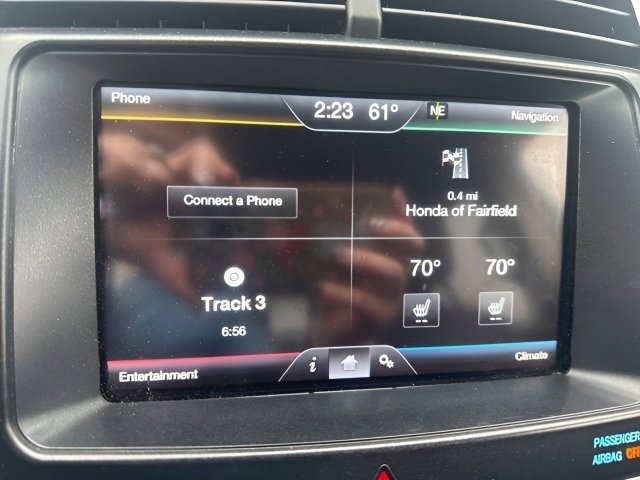 Phone
2:23 61° NE
Navigation
Connect a Phone
0.4 mi
Honda of Fairfield
Track 3
6:56
70° 70°
Entertainment
i
Climate
PASSENGER
AIRBAG OFF